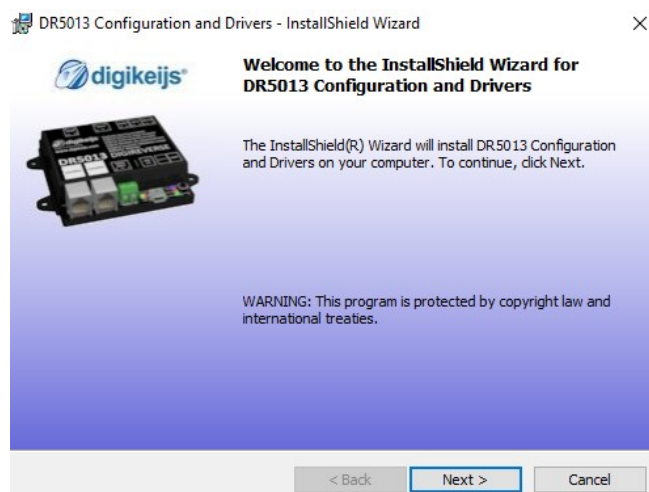 DR5013 Configuration and Drivers - InstallShield Wizard
digikeijs®
Welcome to the InstallShield Wizard for
DR5013 Configuration and Drivers
DR5013 DIGIREVERSE
The InstallShield(R) Wizard will install DR5013 Configuration
and Drivers on your computer. To continue, click Next.
WARNING: This program is protected by copyright law and
international treaties.
< Back
Next >
Cancel